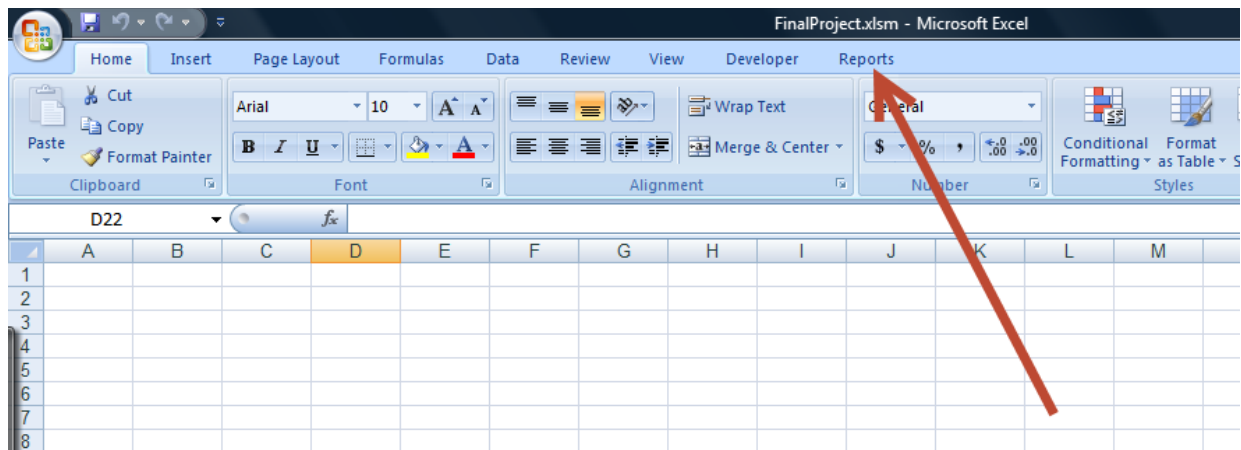 FinalProject.xlsm - Microsoft Excel
Home Insert Page Layout Formulas Data Review View Developer Reports
Cut
Copy
Paste
Format Painter
Clipboard
Arial 10 A A
B I U A
Font
Wrap Text
Merge & Center
Alignment
General
$ % , .00 .00
Number
Conditional Formatting
Format as Table
Styles
D22 fx
A B C D E F G H I J K L M
1
2
3
4
5
6
7
8